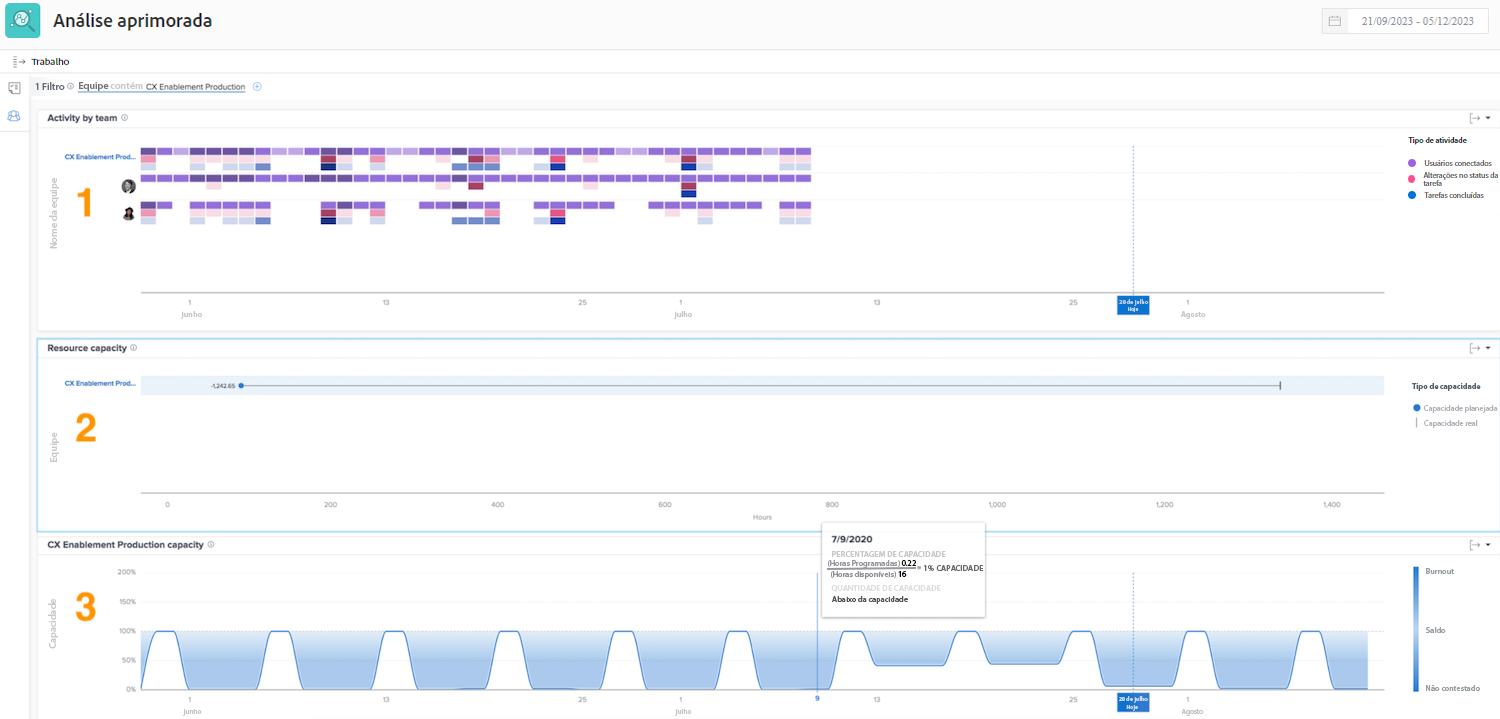 Análise aprimorada
21/09/2023 - 05/12/2023
Trabalho
1 Filtro Equipe contém CX Enablement Production
Activity by team
Tipo de atividade
CX Enablement Prod...
Usuários conectados
Alterações no status da tarefa
Tarefas concluídas
Nome da equipe
1
1 13 25 1 13 25 28 de julho 1
Hoje
Junho Julho Agosto
Resource capacity
CX Enablement Prod...
-1,242.65
Tipo de capacidade
Capacidade planejada
Capacidade real
Equipe
2
0 200 400 600 800 1,000 1,200 1,400
Hours
CX Enablement Production capacity
7/9/2020
PERCENTAGEM DE CAPACIDADE
(Horas Programadas) 0.22
= 1% CAPACIDADE
(Horas disponíveis) 16
QUANTIDADE DE CAPACIDADE
Abaixo da capacidade
Capacidade
3
200%
150%
100%
50%
0%
Burnout
Saldo
Não contestado
1 13 25 1 9 13 25 28 de julho 1
Hoje
Junho Julho Agosto